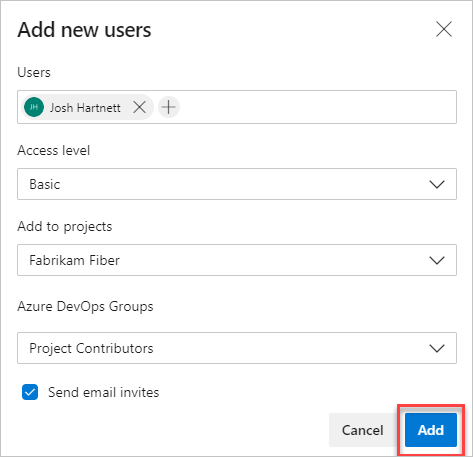 Add new users
Users
JH Josh Hartnett
Access level
Basic
Add to projects
Fabrikam Fiber
Azure DevOps Groups
Project Contributors
Send email invites
Cancel Add